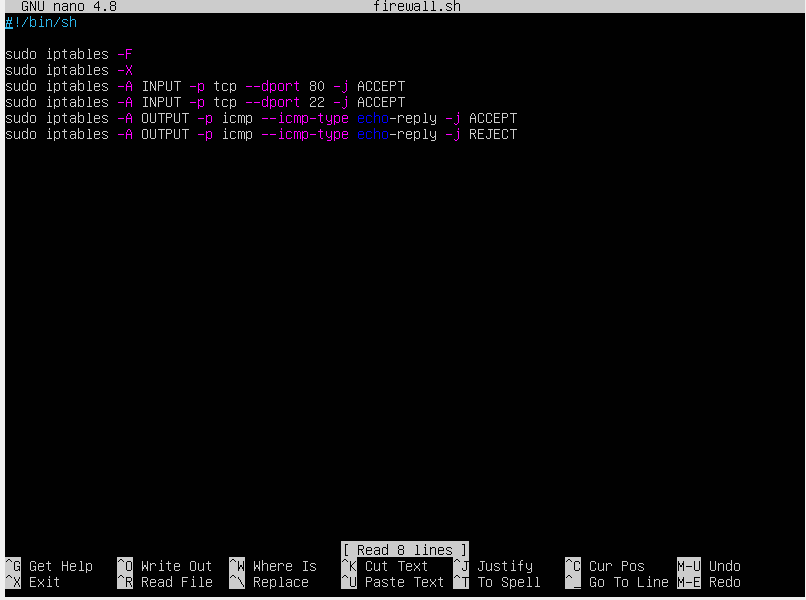 GNU nano 4.8 firewall.sh
#!/bin/sh
sudo iptables -F
sudo iptables -X
sudo iptables -A INPUT -p tcp --dport 80 -j ACCEPT
sudo iptables -A INPUT -p tcp --dport 22 -j ACCEPT
sudo iptables -A OUTPUT -p icmp --icmp-type echo-reply -j ACCEPT
sudo iptables -A OUTPUT -p icmp --icmp-type echo-reply -j REJECT
[ Read 8 lines ]
^G Get Help ^O Write Out ^W Where Is ^K Cut Text ^J Justify ^C Cur Pos M-U Undo
^X Exit ^R Read File ^\ Replace ^U Paste Text ^T To Spell ^_ Go To Line M-E Redo